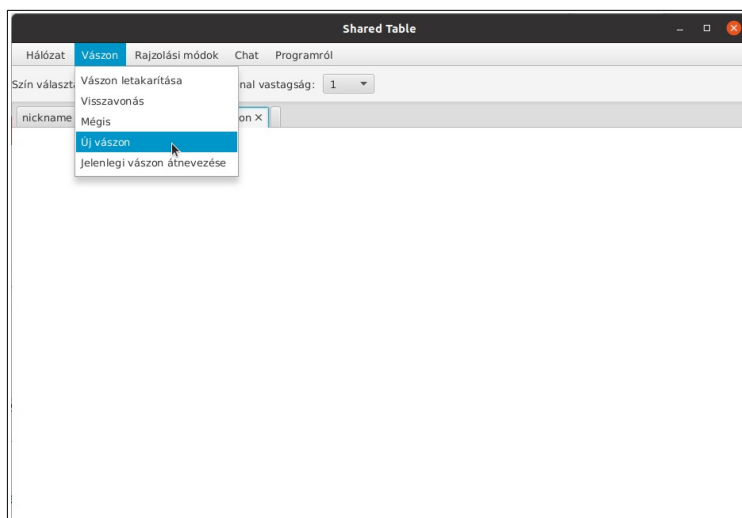 Shared Table
Hálózat Vászon Rajzolási módok Chat Programról
Szín választ nal vastagság: 1
Vászon letakarítása
Visszavonás
nickname Mégis on ×
Új vászon
Jelenlegi vászon átnevezése